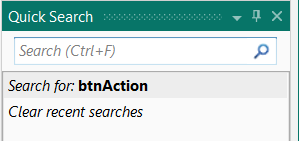 Quick Search
Search (Ctrl+F)
Search for: btnAction
Clear recent searches